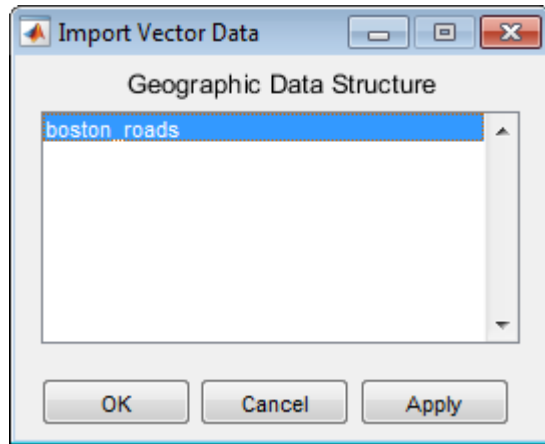 Import Vector Data
Geographic Data Structure
boston_roads
OK Cancel Apply